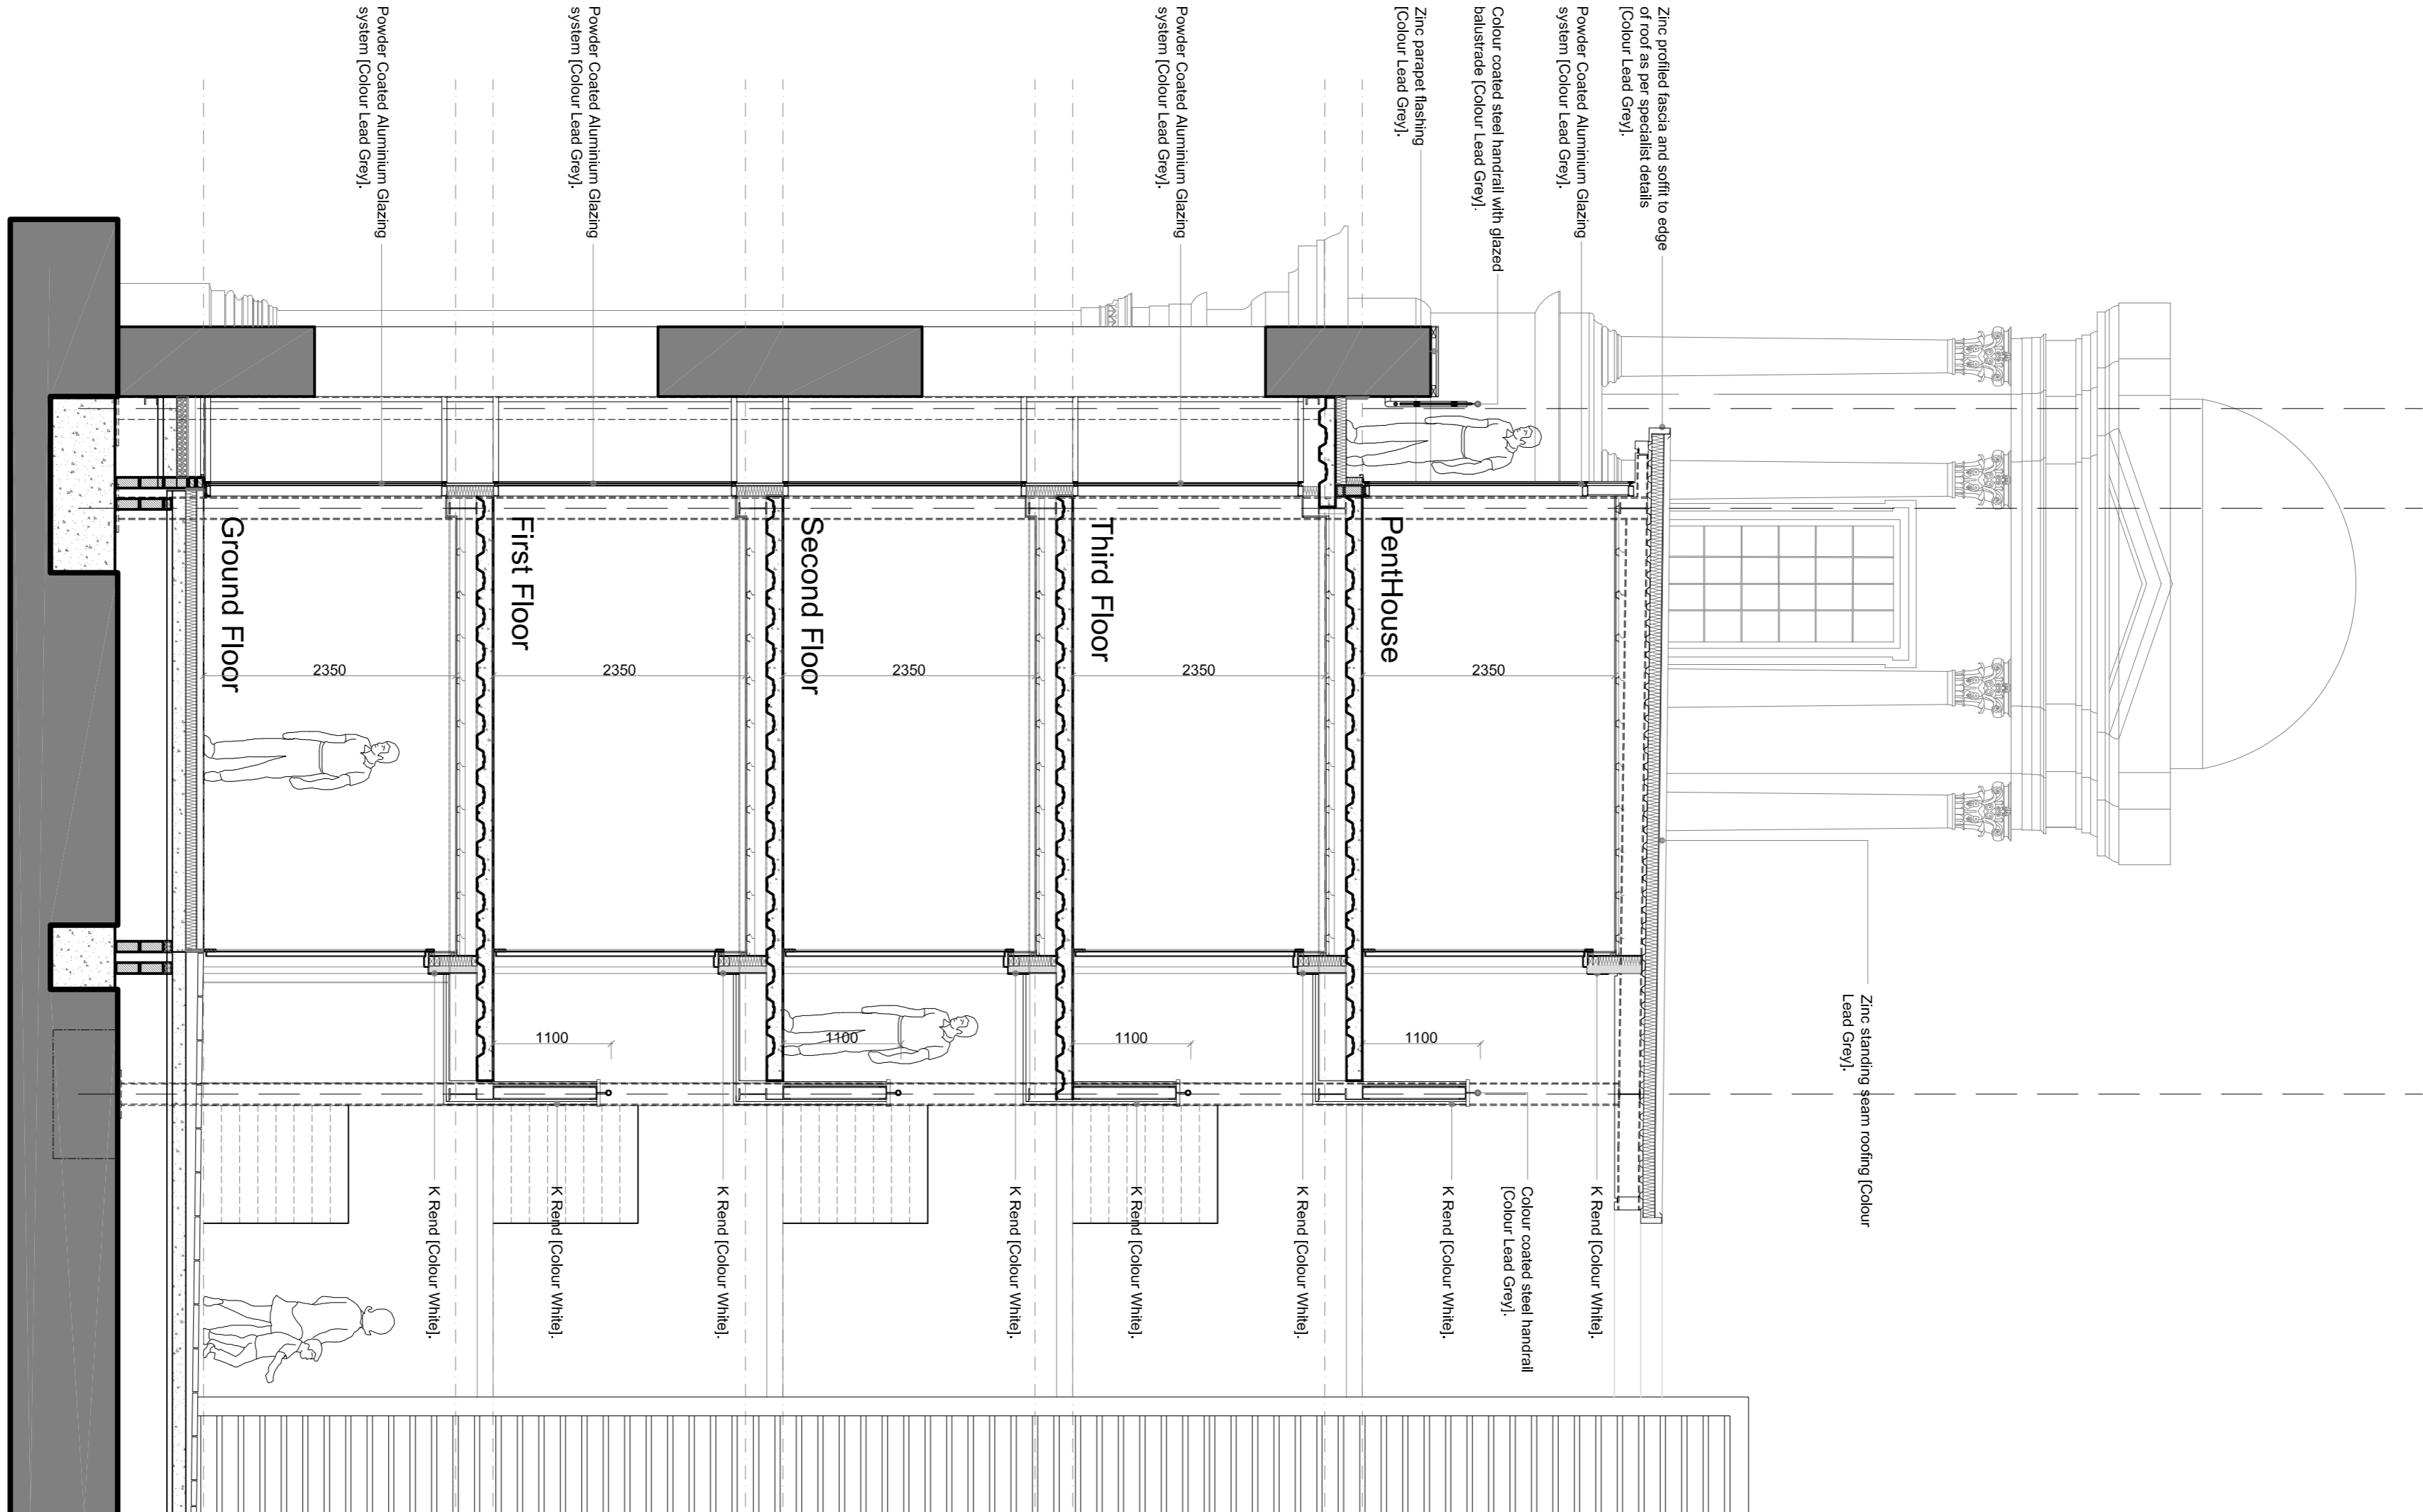 Zinc profiled fascia and soffit to edge
of roof as per specialist details
[Colour Lead Grey].
Powder Coated Aluminium Glazing
system [Colour Lead Grey].
Colour coated steel handrail with glazed
balustrade [Colour Lead Grey].
Zinc parapet flashing
[Colour Lead Grey].
Powder Coated Aluminium Glazing
system [Colour Lead Grey].
Powder Coated Aluminium Glazing
system [Colour Lead Grey].
Powder Coated Aluminium Glazing
system [Colour Lead Grey].
PentHouse
Third Floor
Second Floor
First Floor
Ground Floor
2350
2350
2350
2350
2350
1100
1100
1100
1100
Zinc standing seam roofing [Colour
Lead Grey].
K Rend [Colour White].
Colour coated steel handrail
[Colour Lead Grey].
K Rend [Colour White].
K Rend [Colour White].
K Rend [Colour White].
K Rend [Colour White].
K Rend [Colour White].
K Rend [Colour White].
K Rend [Colour White].